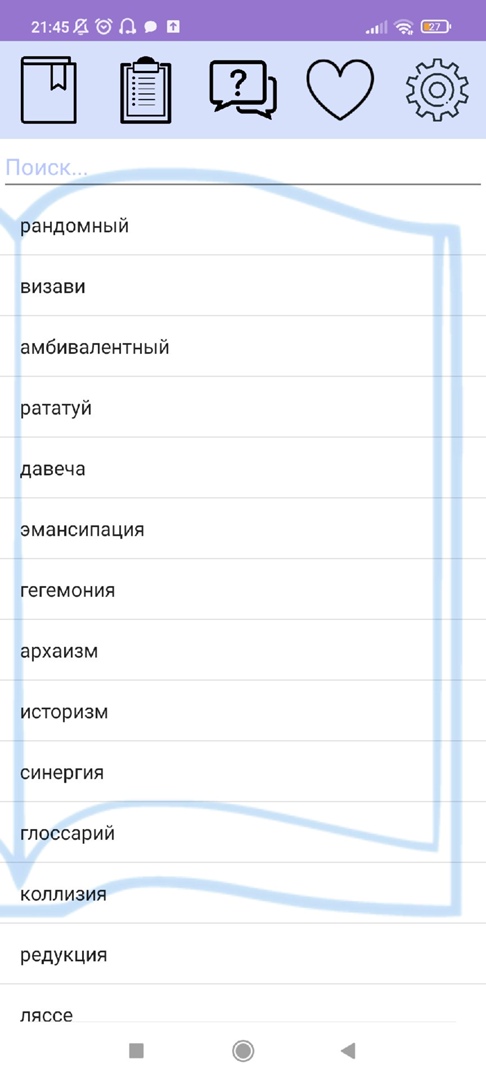 21:45
27
?
Поиск...
рандомный
визави
амбивалентный
рататуй
давеча
эмансипация
гегемония
архаизм
историзм
синергия
глоссарий
коллизия
редукция
ляссе